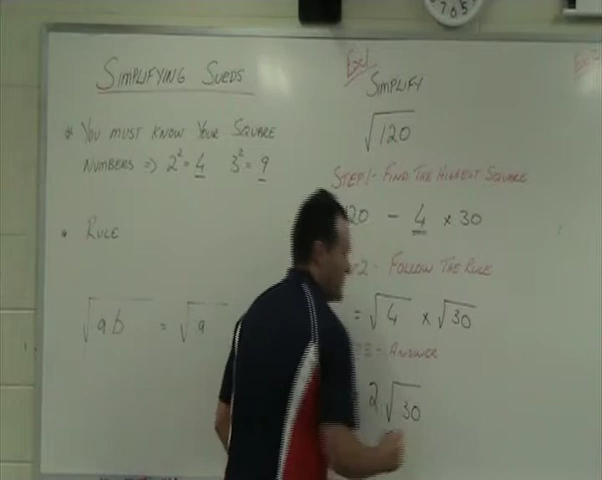 SIMPLIFYING SURDS
* YOU MUST KNOW YOUR SQUARE
NUMBERS => 2² = 4 3² = 9
• RULE
√ab = √a
Ex1
SIMPLIFY
√120
STEP 1 - FIND THE HIGHEST SQUARE
20 - 4 x 30
2 - FOLLOW THE RULE
= √4 x √30
- ANSWER
2√30